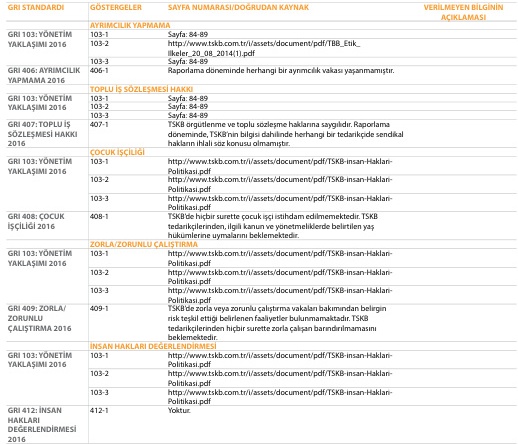 GRI STANDARDI GÖSTERGELER SAYFA NUMARASI/DOĞRUDAN KAYNAK VERİLMEYEN BİLGİNİN
AÇIKLAMASI
AYRIMCILIK YAPMAMA
GRI 103: YÖNETİM 103-1 Sayfa: 84-89
YAKLAŞIMI 2016 103-2 http://www.tskb.com.tr/i/assets/document/pdf/TBB_Etik_
Ilkeler_20_08_2014(1).pdf
103-3 Sayfa: 84-89
GRI 406: AYRIMCILIK 406-1 Raporlama döneminde herhangi bir ayrımcılık vakası yaşanmamıştır.
YAPMAMA 2016
TOPLU İŞ SÖZLEŞMESİ HAKKI
GRI 103: YÖNETİM 103-1 Sayfa: 84-89
YAKLAŞIMI 2016 103-2 Sayfa: 84-89
103-3 Sayfa: 84-89
GRI 407: TOPLU İŞ 407-1 TSKB örgütlenme ve toplu sözleşme haklarına saygılıdır. Raporlama
SÖZLEŞMESİ HAKKI döneminde, TSKB'nin bilgisi dahilinde herhangi bir tedarikçide sendikal
2016 hakların ihlali söz konusu olmamıştır.
ÇOCUK İŞÇİLİĞİ
GRI 103: YÖNETİM 103-1 http://www.tskb.com.tr/i/assets/document/pdf/TSKB-insan-Haklari-
YAKLAŞIMI 2016 Politikasi.pdf
103-2 http://www.tskb.com.tr/i/assets/document/pdf/TSKB-insan-Haklari-
Politikasi.pdf
103-3 http://www.tskb.com.tr/i/assets/document/pdf/TSKB-insan-Haklari-
Politikasi.pdf
GRI 408: ÇOCUK 408-1 TSKB'de hiçbir surette çocuk işçi istihdam edilmemektedir. TSKB
İŞÇİLİĞİ 2016 tedarikçilerinden, ilgili kanun ve yönetmeliklerde belirtilen yaş
hükümlerine uymalarını beklemektedir.
ZORLA/ZORUNLU ÇALIŞTIRMA
GRI 103: YÖNETİM 103-1 http://www.tskb.com.tr/i/assets/document/pdf/TSKB-insan-Haklari-
YAKLAŞIMI 2016 Politikasi.pdf
103-2 http://www.tskb.com.tr/i/assets/document/pdf/TSKB-insan-Haklari-
Politikasi.pdf
103-3 http://www.tskb.com.tr/i/assets/document/pdf/TSKB-insan-Haklari-
Politikasi.pdf
GRI 409: ZORLA/ 409-1 TSKB'de zorla veya zorunlu çalıştırma vakaları bakımından belirgin
ZORUNLU risk teşkil ettiği belirlenen faaliyetler bulunmamaktadır. TSKB
ÇALIŞTIRMA 2016 tedarikçilerinden hiçbir surette zorla çalışan barındırılmamasını
beklemektedir.
İNSAN HAKLARI DEĞERLENDİRMESİ
GRI 103: YÖNETİM 103-1 http://www.tskb.com.tr/i/assets/document/pdf/TSKB-insan-Haklari-
YAKLAŞIMI 2016 Politikasi.pdf
103-2 http://www.tskb.com.tr/i/assets/document/pdf/TSKB-insan-Haklari-
Politikasi.pdf
103-3 http://www.tskb.com.tr/i/assets/document/pdf/TSKB-insan-Haklari-
Politikasi.pdf
GRI 412: İNSAN 412-1 Yoktur.
HAKLARI
DEĞERLENDİRMESİ
2016